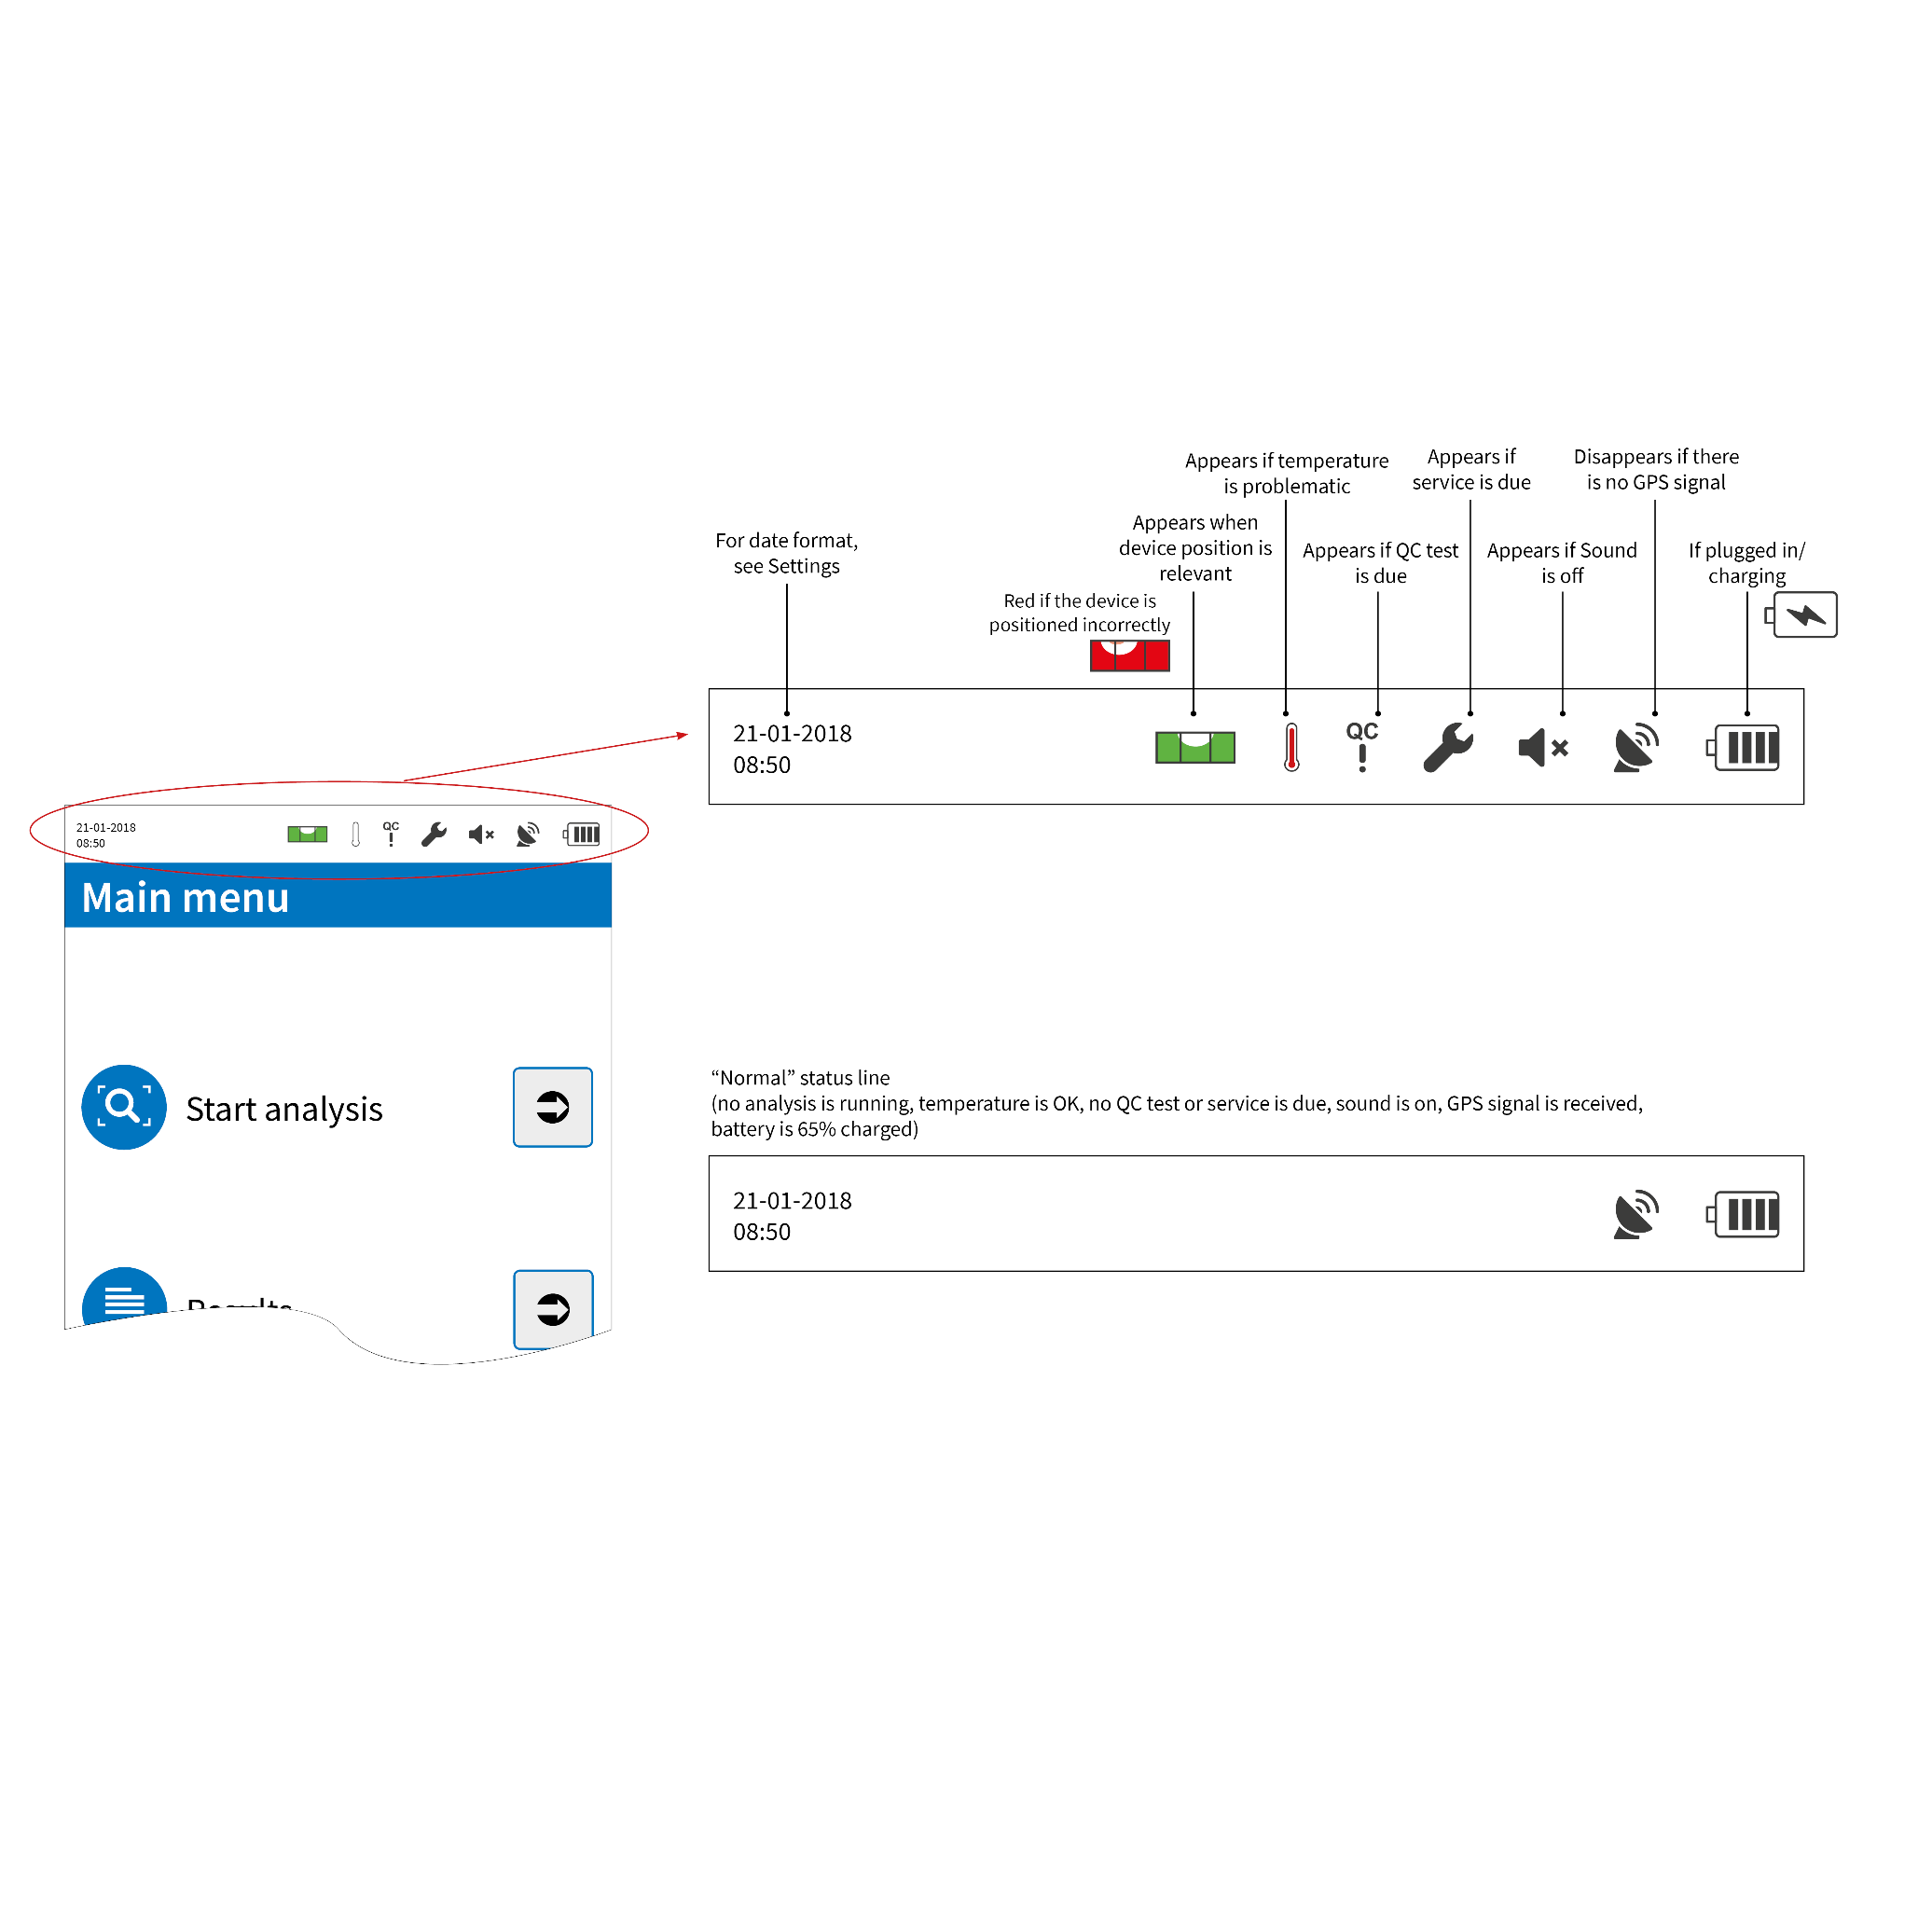 Appears if temperature
is problematic
Appears if
service is due
Disappears if there
is no GPS signal
For date format,
see Settings
Appears when
device position is
relevant
Appears if QC test
is due
Appears if Sound
is off
If plugged in/
charging
Red if the device is
positioned incorrectly
21-01-2018
08:50
QC
!
21-01-2018
08:50
QC
!
Main menu
Start analysis
Results
“Normal” status line
(no analysis is running, temperature is OK, no QC test or service is due, sound is on, GPS signal is received,
battery is 65% charged)
21-01-2018
08:50